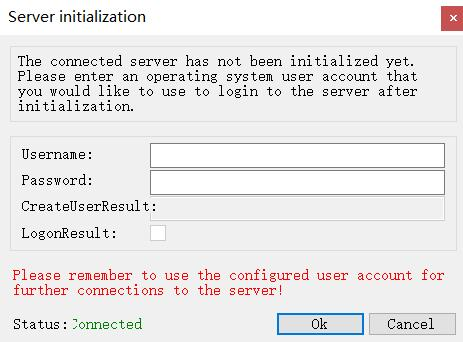 Server initialization
The connected server has not been initialized yet.
Please enter an operating system user account that
you would like to use to login to the server after
initialization.
Username:
Password:
CreateUserResult:
LogonResult:
Please remember to use the configured user account for
further connections to the server!
Status: Connected
Ok Cancel